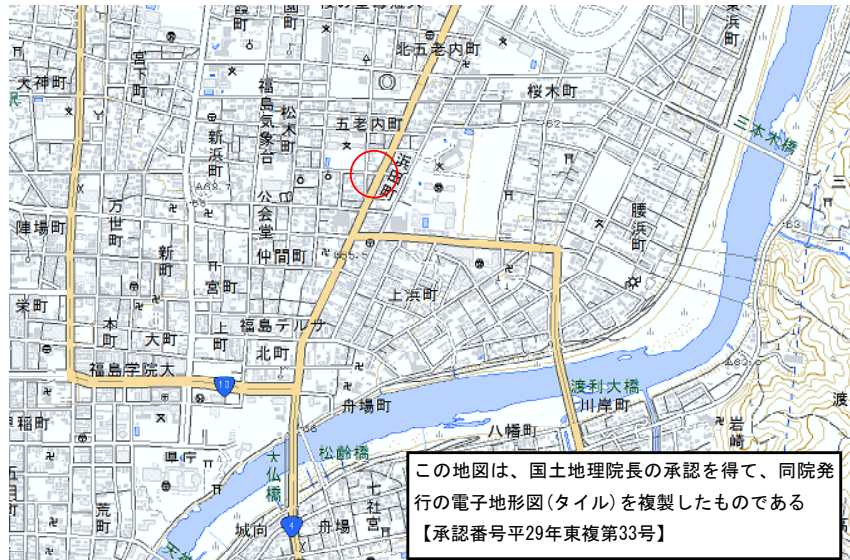 北五老内町
宮下町
大神町
桜木町
福島気象台
松木町
五老内町
三本木橋
新浜町
浜田町
62
公会堂
腰浜町
三
万世町
陣場町
63
仲間町
新町
宮町
上浜町
栄町
本町
大町
上町
福島テルサ
北町
福島学院大
13
渡利大橋
舟場町
川岸町
渡
八幡町
岩崎
県庁
大仏橋
松齢橋
荒町
城向
4
舟場
七社宮
この地図は、国土地理院長の承認を得て、同院発
行の電子地形図(タイル)を複製したものである
【承認番号平29年東複第33号】